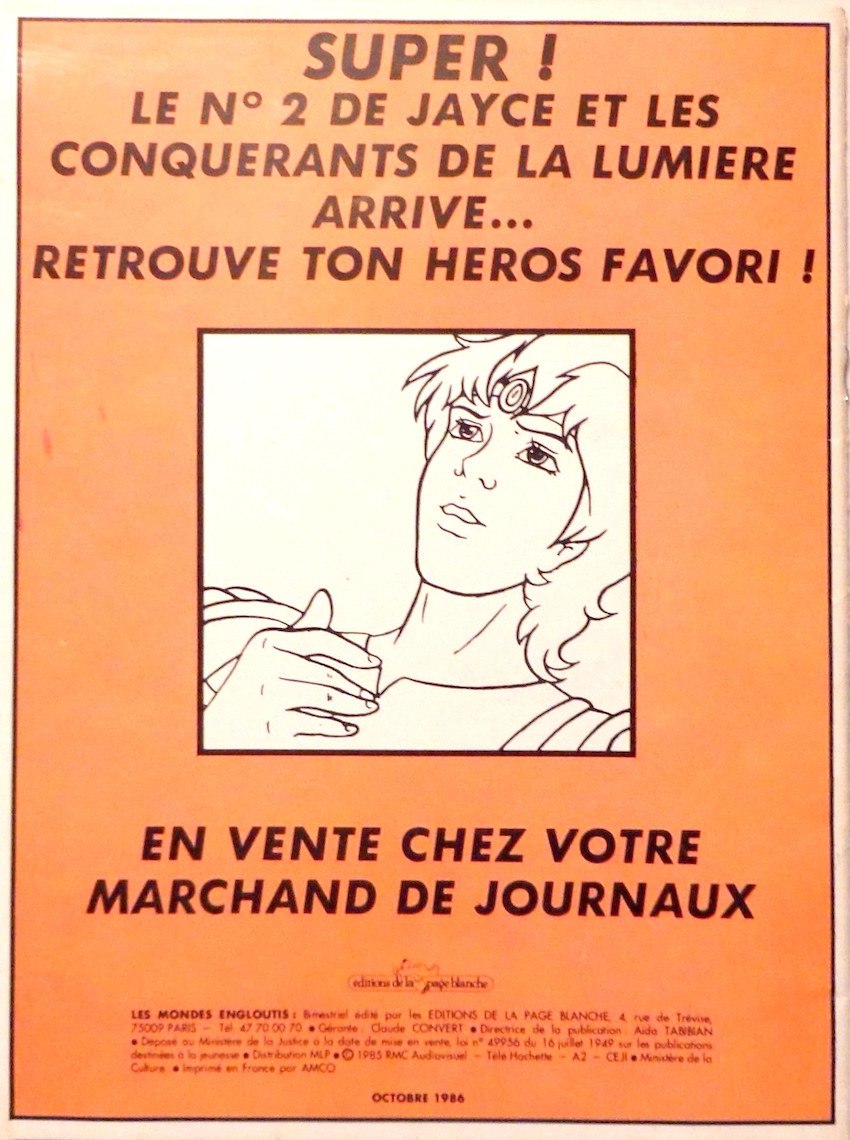 SUPER !
LE N° 2 DE JAYCE ET LES
CONQUERANTS DE LA LUMIERE
ARRIVE...
RETROUVE TON HEROS FAVORI !
EN VENTE CHEZ VOTRE
MARCHAND DE JOURNAUX
éditions de la page blanche
LES MONDES ENGLOUTIS : Bimestriel édité par les EDITIONS DE LA PAGE BLANCHE, 4, rue de Trévise,
75009 PARIS — Tél. 47 70 00 70 ● Gérante : Claude CONVERT ● Directrice de la publication : Aida TABIBIAN
● Déposé au Ministère de la Justice à la date de mise en vente, loi n° 49956 du 16 juillet 1949 sur les publications
destinées à la jeunesse ● Distribution MLP ● © 1985 RMC Audiovisuel — Télé Hachette — A2 — CEJI ● Ministère de la
Culture. ● Imprimé en France par AMCO
OCTOBRE 1986